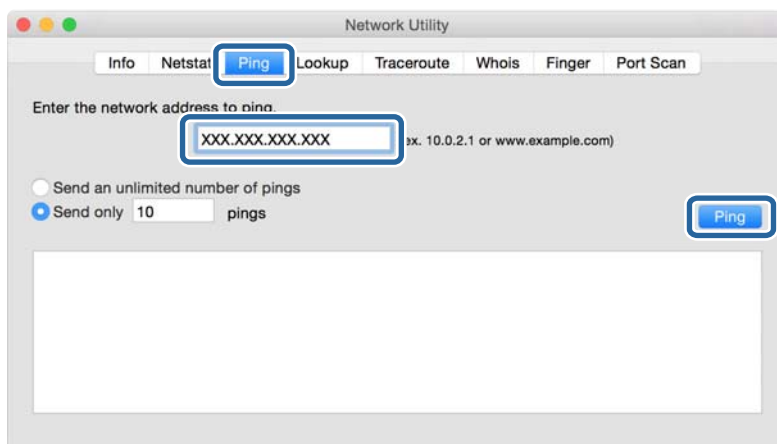 Network Utility
Info Netstat Ping Lookup Traceroute Whois Finger Port Scan
Enter the network address to ping.
XXX.XXX.XXX.XXX ex. 10.0.2.1 or www.example.com)
Send an unlimited number of pings
Send only 10 pings
Ping